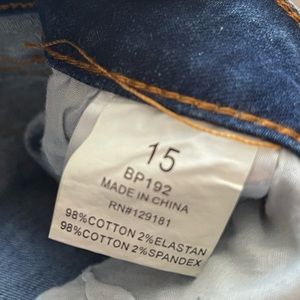 15
BP192
MADE IN CHINA
RN#129181
98%COTTON 2%ELASTAN
98%COTTON 2%SPANDEX